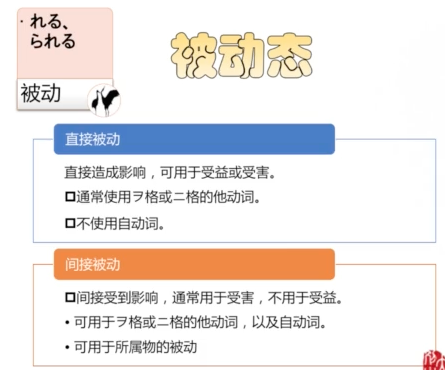 · れる、
られる
被动
被动态
直接被动
直接造成影响，可用于受益或受害。
□通常使用ヲ格或ニ格的他动词。
□不使用自动词。
间接被动
□间接受到影响，通常用于受害，不用于受益。
• 可用于ヲ格或ニ格的他动词，以及自动词。
• 可用于所属物的被动